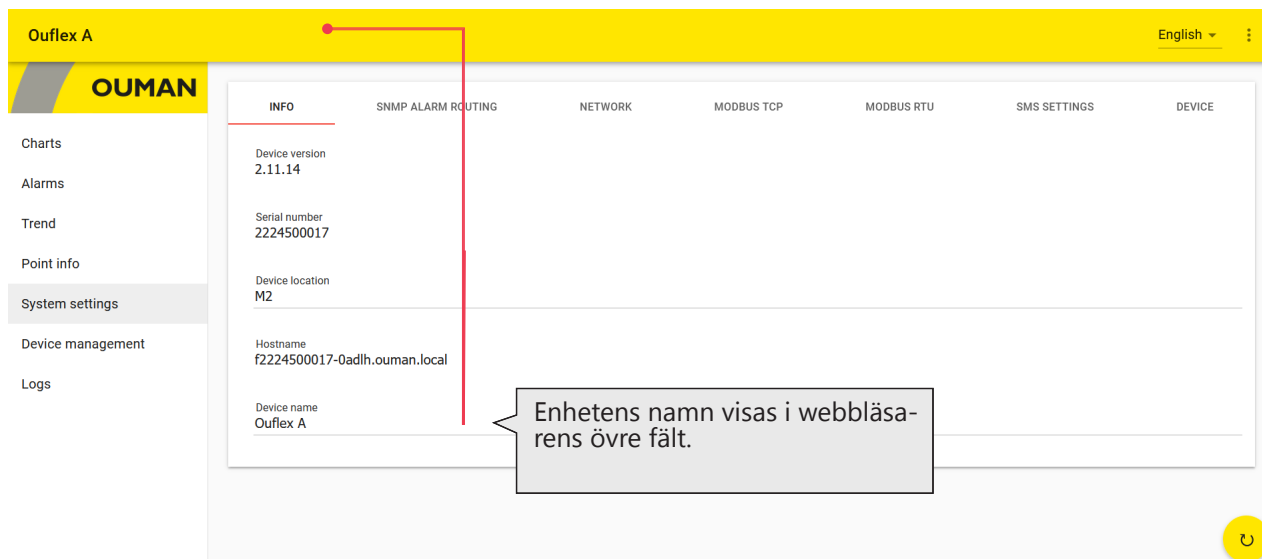 Ouflex A
English
OUMAN
Charts
Alarms
Trend
Point info
System settings
Device management
Logs
INFO SNMP ALARM ROUTING NETWORK MODBUS TCP MODBUS RTU SMS SETTINGS DEVICE
Device version
2.11.14
Serial number
2224500017
Device location
M2
Hostname
f2224500017-0adlh.ouman.local
Device name
Ouflex A
Enhetens namn visas i webbläsa-
rens övre fält.